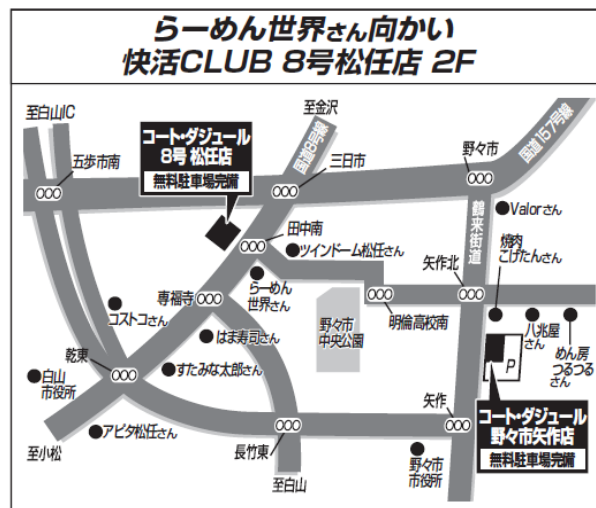 らーめん世界さん向かい
快活CLUB 8号松任店 2F
至白山IC
至金沢
国道8号線
国道157号線
コート・ダジュール
8号 松任店
無料駐車場完備
五歩市南
三日市
野々市
鶴来街道
Valorさん
田中南
ツインドーム松任さん
焼肉
こげたんさん
矢作北
らーめん
世界さん
専福寺
コストコさん
野々市
中央公園
明倫高校南
はま寿司さん
八兆屋
さん
めん房
つるつる
さん
P
乾東
すたみな太郎さん
白山
市役所
アピタ松任さん
矢作
コート・ダジュール
野々市矢作店
無料駐車場完備
至小松
長竹東
至白山
野々市
市役所